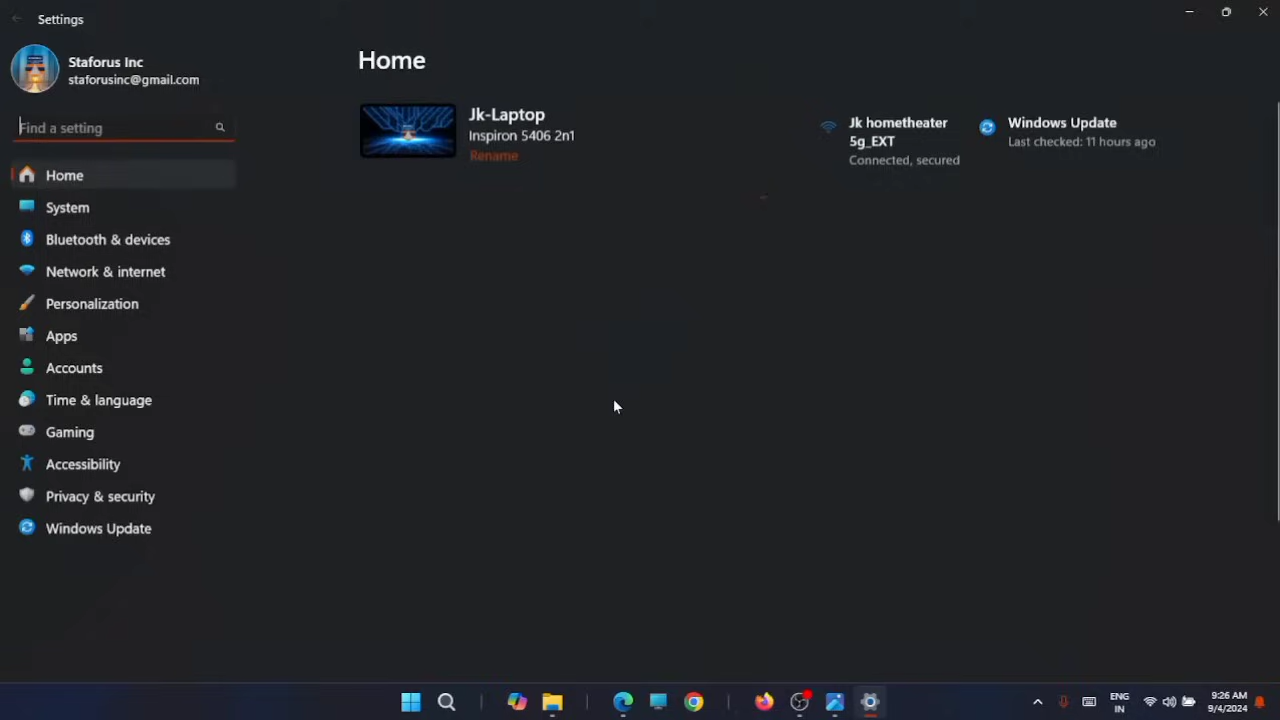 Settings
Staforus Inc
staforusinc@gmail.com
Find a setting
Home
System
Bluetooth & devices
Network & internet
Personalization
Apps
Accounts
Time & language
Gaming
Accessibility
Privacy & security
Windows Update
Home
Jk-Laptop
Inspiron 5406 2n1
Rename
Jk hometheater
5g_EXT
Connected, secured
Windows Update
Last checked: 11 hours ago
ENG
IN
9:26 AM
9/4/2024